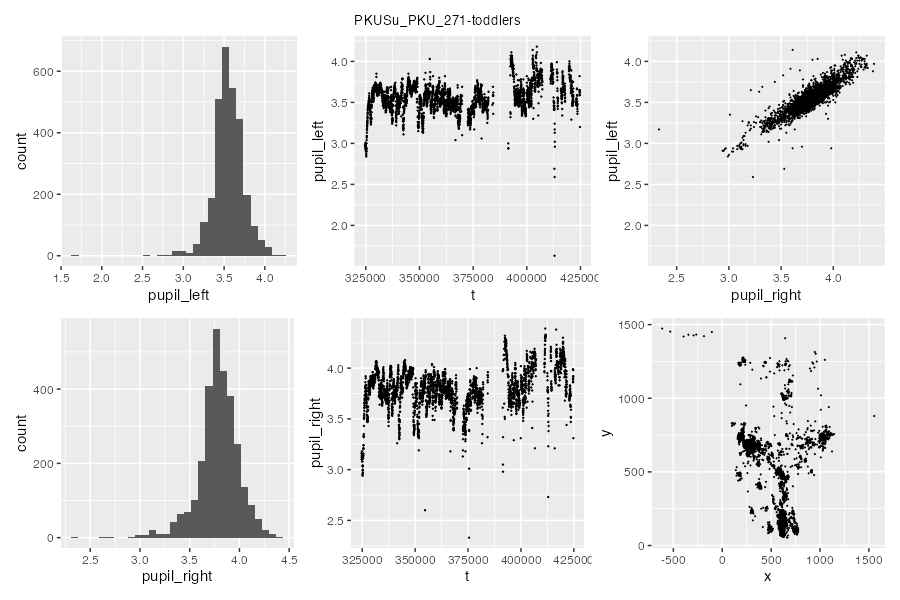 PKUSu_PKU_271-toddlers
count
600
400
200
0
1.5 2.0 2.5 3.0 3.5 4.0
pupil_left
pupil_left
4.0
3.5
3.0
2.5
2.0
325000 350000 375000 400000 425000
t
pupil_left
4.0
3.5
3.0
2.5
2.0
2.5 3.0 3.5 4.0
pupil_right
count
400
200
0
2.5 3.0 3.5 4.0 4.5
pupil_right
pupil_right
4.0
3.5
3.0
2.5
325000 350000 375000 400000 425000
t
y
1500
1000
500
0
-500 0 500 1000 1500
x